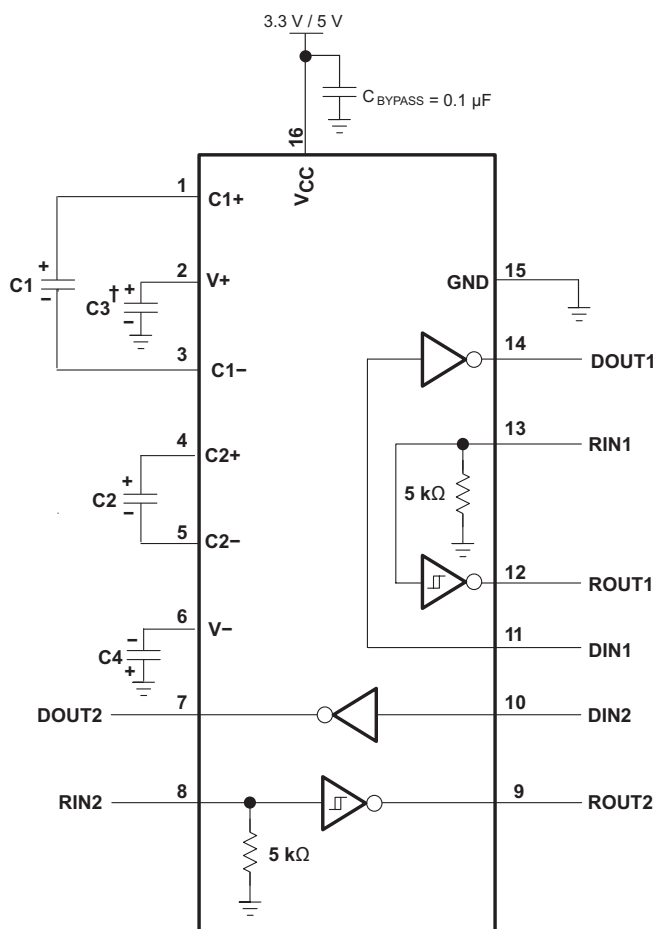 3.3 V / 5 V
C BYPASS = 0.1 µF
16
VCC
1
C1+
C1
+
−
2
V+
C3† +
−
3
C1−
15
GND
14
DOUT1
13
RIN1
4
C2+
C2
+
−
5
C2−
5 kΩ
12
ROUT1
6
V−
C4
−
+
11
DIN1
DOUT2
7
10
DIN2
RIN2
8
9
ROUT2
5 kΩ